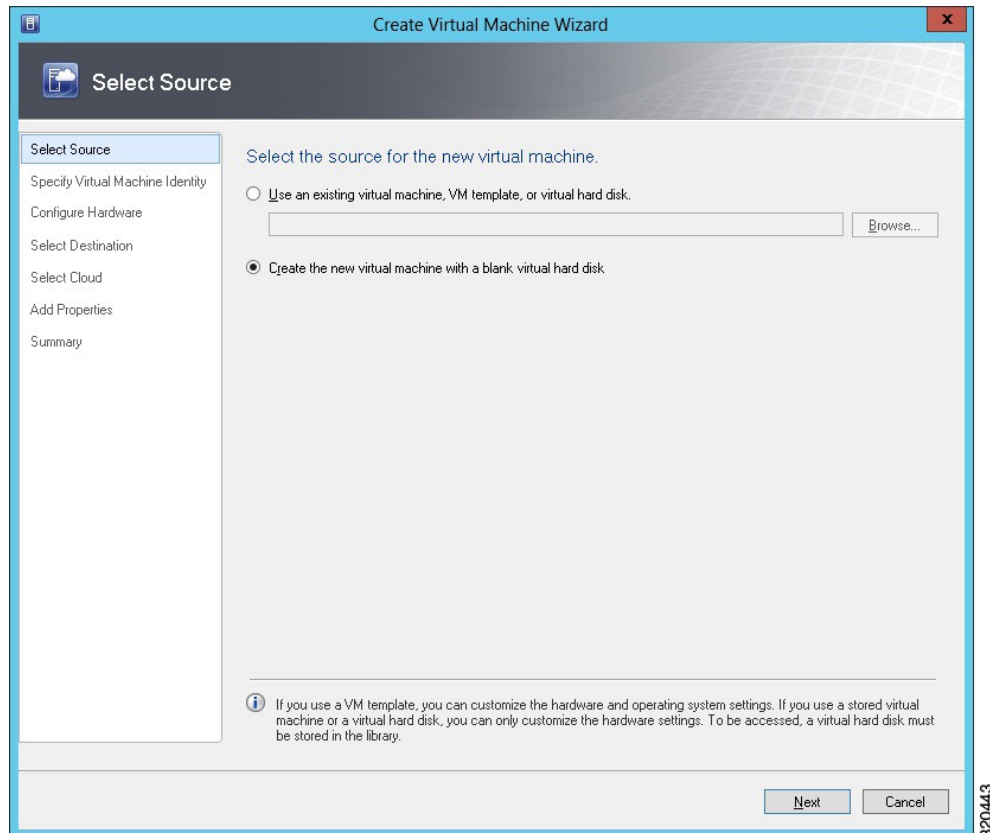 Create Virtual Machine Wizard
x
Select Source
Select Source
Specify Virtual Machine Identity
Configure Hardware
Select Destination
Select Cloud
Add Properties
Summary
Select the source for the new virtual machine.
Use an existing virtual machine, VM template, or virtual hard disk.
Browse...
Create the new virtual machine with a blank virtual hard disk
If you use a VM template, you can customize the hardware and operating system settings. If you use a stored virtual
machine or a virtual hard disk, you can only customize the hardware settings. To be accessed, a virtual hard disk must
be stored in the library.
Next
Cancel